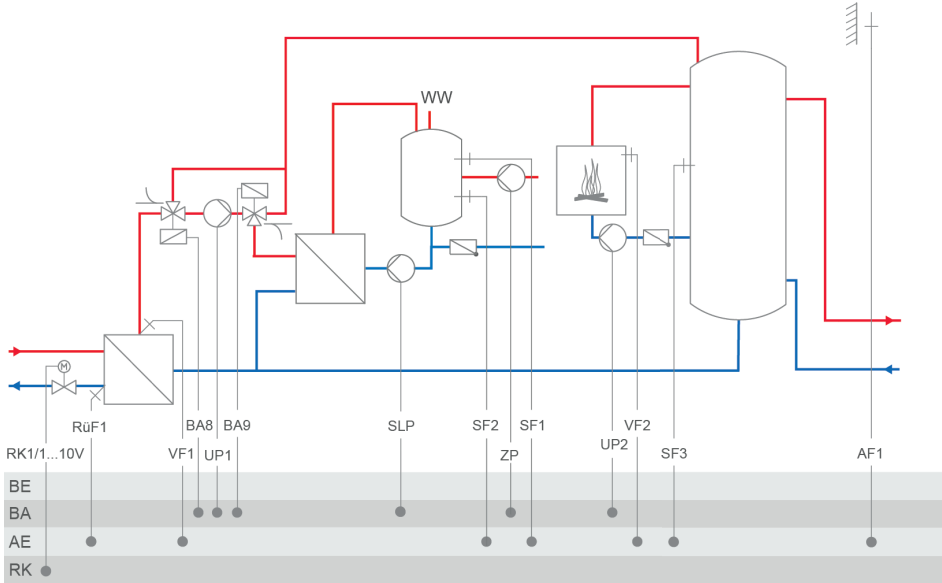 WW
M
RüF1
BA8
BA9
SLP
SF2
SF1
VF2
RK1/1...10V
VF1
UP1
ZP
UP2
SF3
AF1
BE
BA
AE
RK